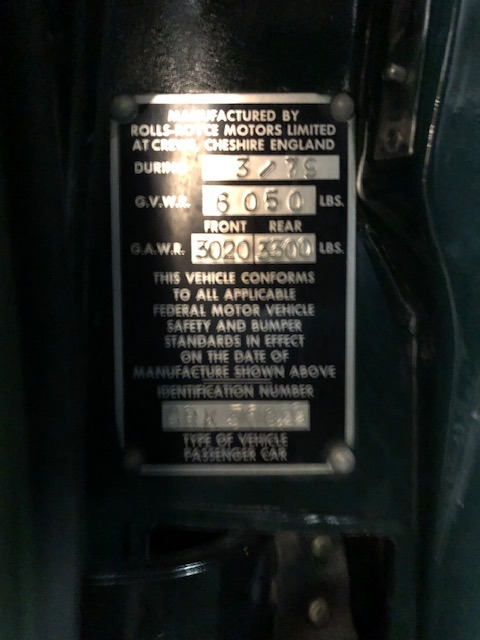 MANUFACTURED BY
ROLLS-ROYCE MOTORS LIMITED
AT CREWE, CHESHIRE ENGLAND
DURING 3/75
G.V.W.R. 6050 LBS.
FRONT REAR
G.A.W.R. 3020 3300 LBS.
THIS VEHICLE CONFORMS
TO ALL APPLICABLE
FEDERAL MOTOR VEHICLE
SAFETY AND BUMPER
STANDARDS IN EFFECT
ON THE DATE OF
MANUFACTURE SHOWN ABOVE
IDENTIFICATION NUMBER
TYPE OF VEHICLE
PASSENGER CAR